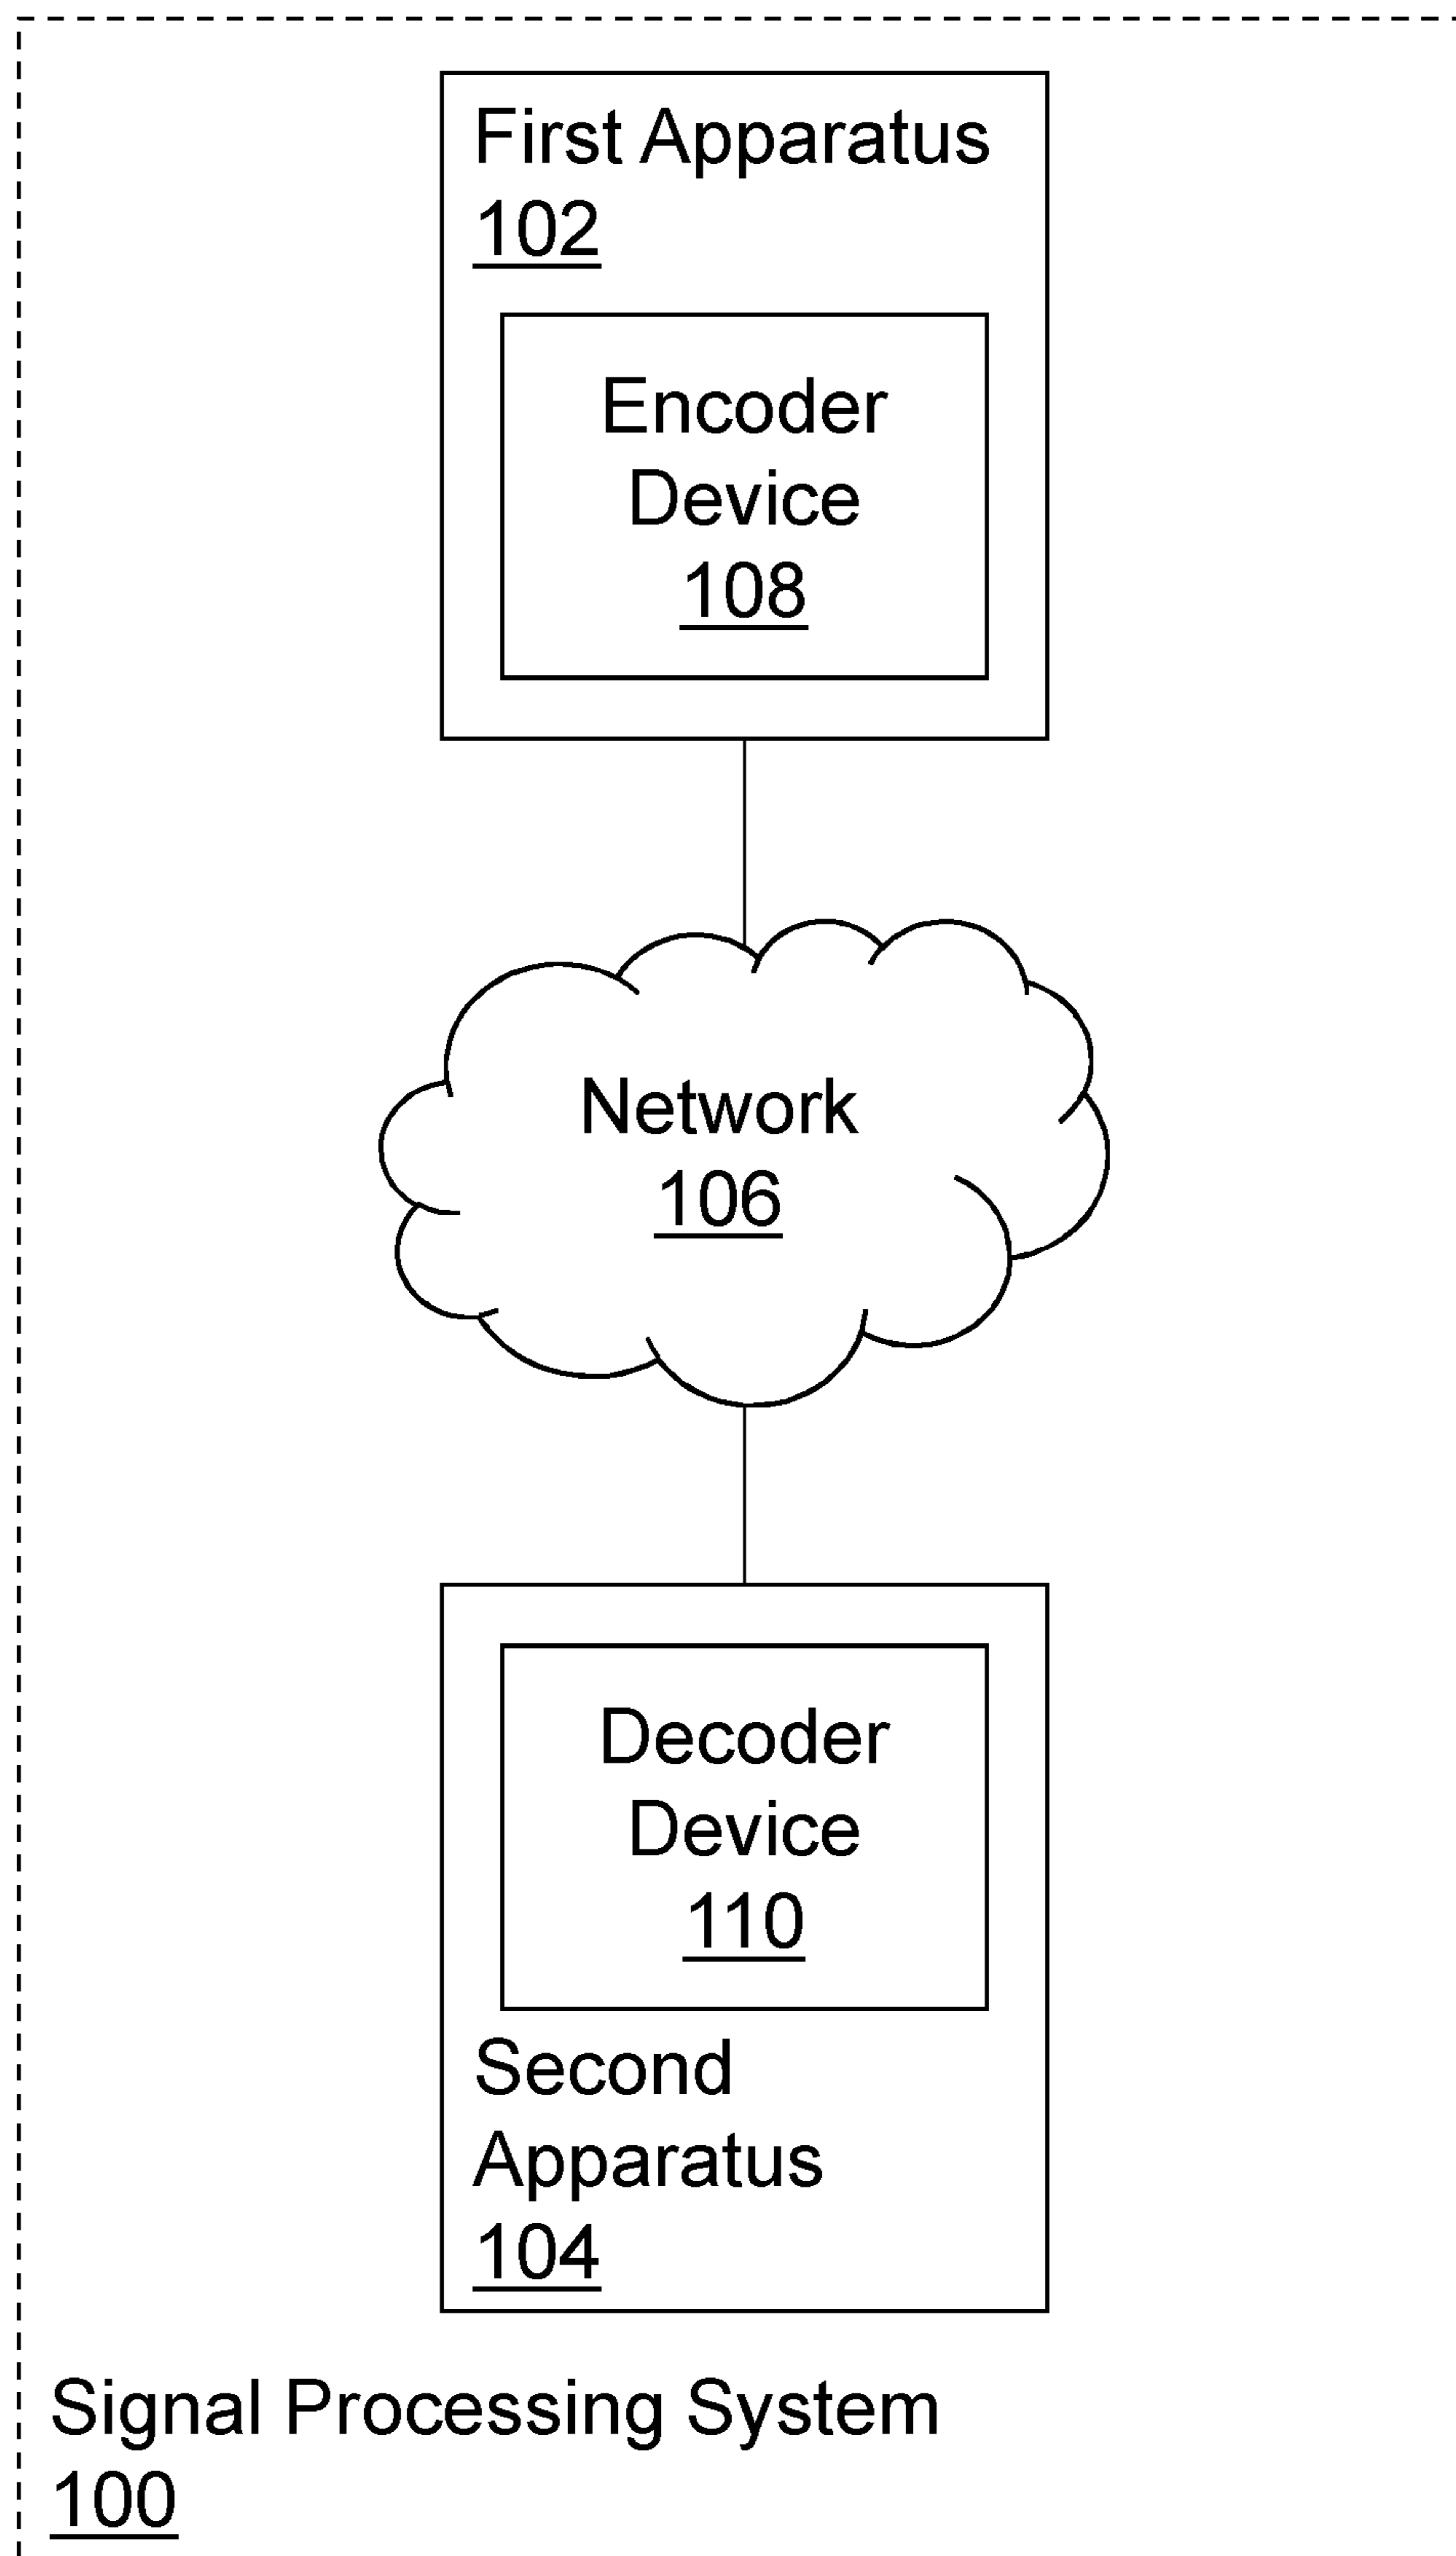 First Apparatus
102
Encoder
Device
108
Network
106
Decoder
Device
110
Second
Apparatus
104
Signal Processing System
100